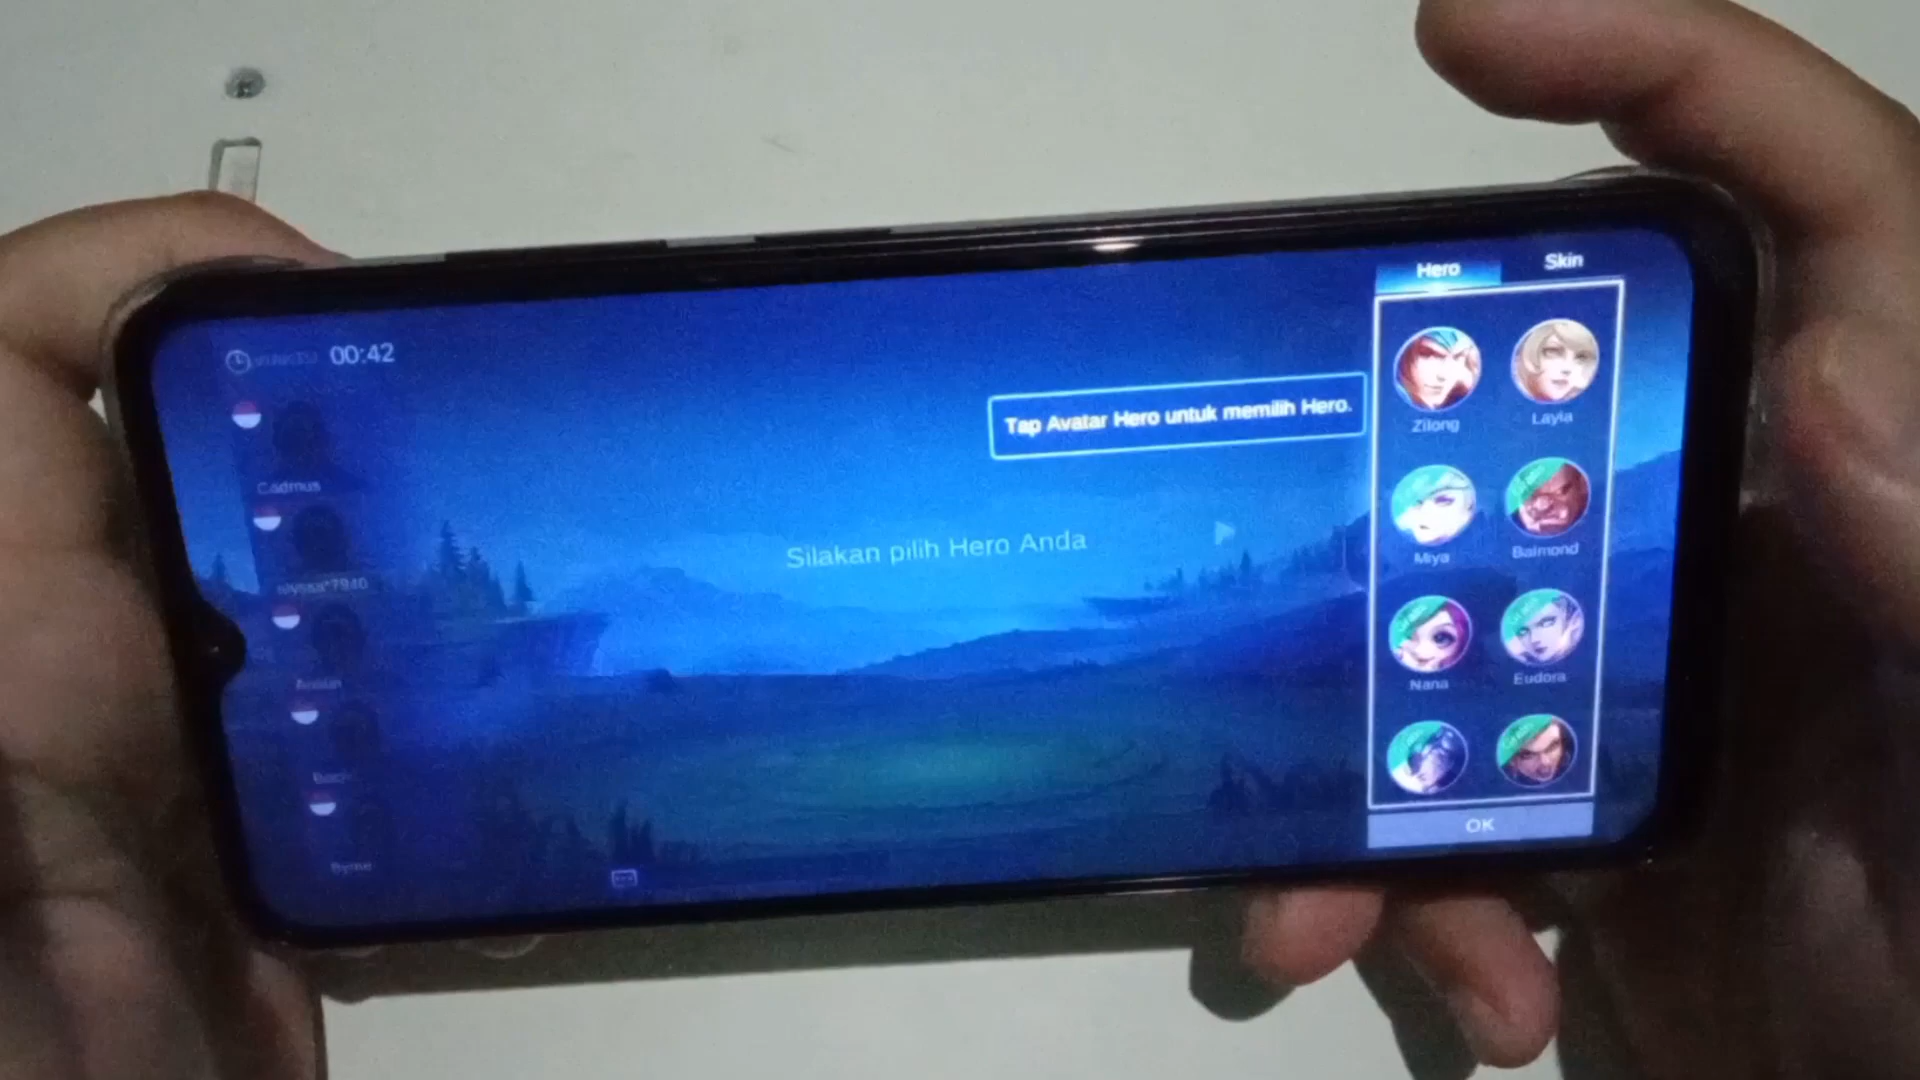 00:42
Hero
Skin
Tap Avatar Hero untuk memilih Hero.
Zilong
Layla
Cadmus
Silakan pilih Hero Anda
Miya
Balmond
Nana
Eudora
Byrne
OK